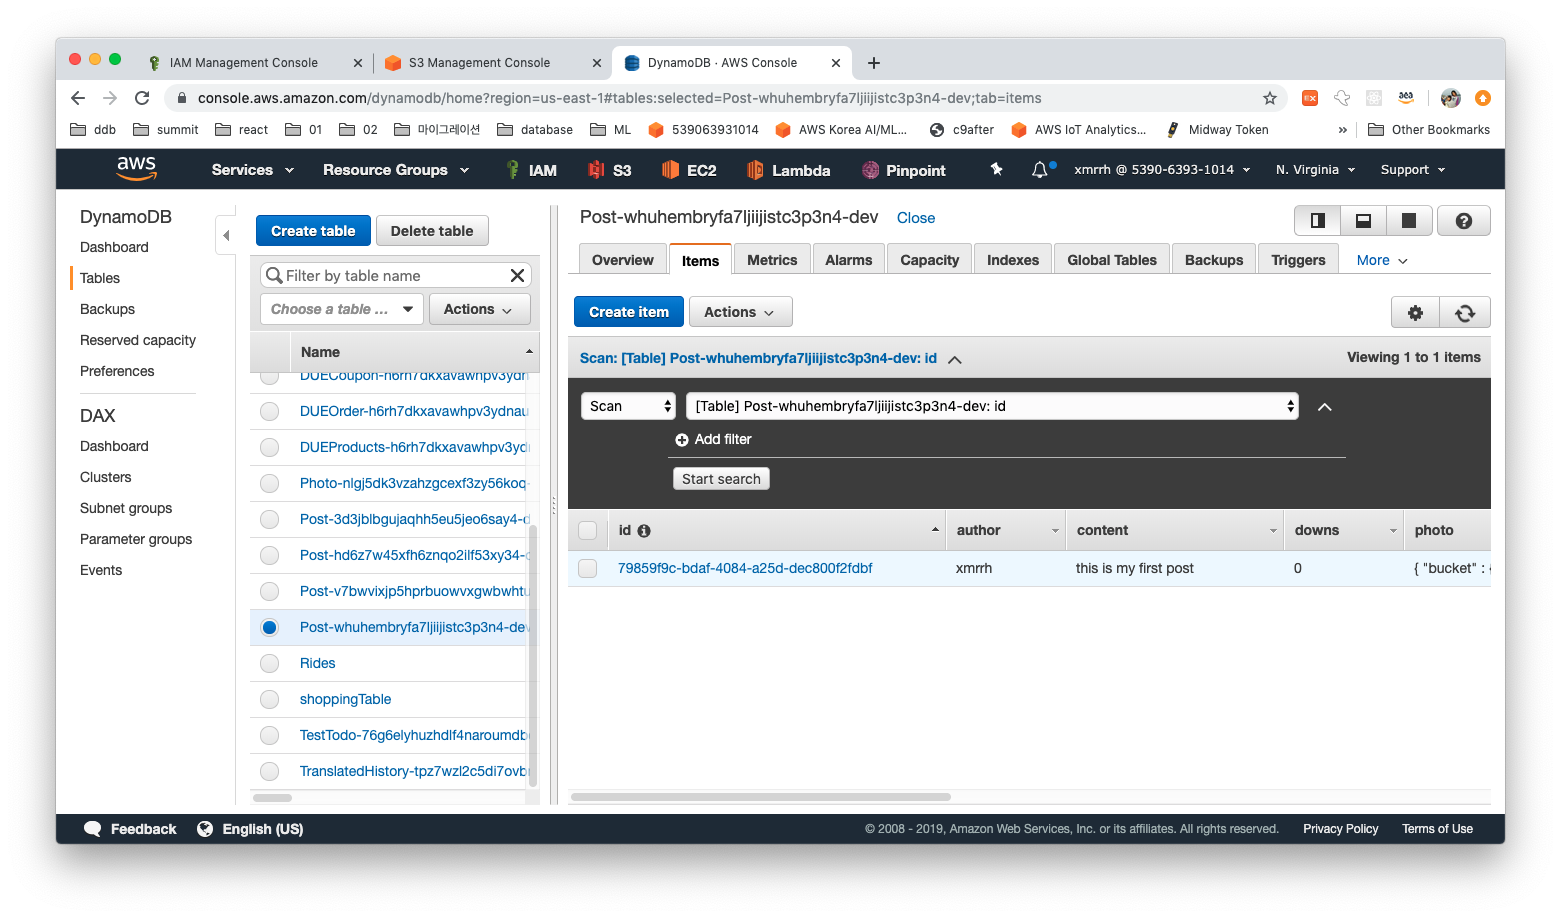 IAM Management Console
S3 Management Console
DynamoDB · AWS Console
console.aws.amazon.com/dynamodb/home?region=us-east-1#tables:selected=Post-whuhembryfa7ljiijistc3p3n4-dev;tab=items
ddb summit react 01 02 마이그레이션 database ML 539063931014 AWS Korea AI/ML... c9after AWS IoT Analytics... Midway Token » Other Bookmarks
aws Services Resource Groups IAM S3 EC2 Lambda Pinpoint xmrrh @ 5390-6393-1014 N. Virginia Support
DynamoDB
Dashboard
Tables
Backups
Reserved capacity
Preferences
DAX
Dashboard
Clusters
Subnet groups
Parameter groups
Events
Create table Delete table
Filter by table name
Choose a table ... Actions
Name
DUECoupon-h6rh7dkxavawhpv3ydn
DUEOrder-h6rh7dkxavawhpv3ydnau
DUEProducts-h6rh7dkxavawhpv3yd
Photo-nlgj5dk3vzahzgcexf3zy56koq-
Post-3d3jblbgujaqhh5eu5jeo6say4-d
Post-hd6z7w45xfh6znqo2ilf53xy34-
Post-v7bwvixjp5hprbuowvxgwbwhtu
Post-whuhembryfa7ljiijistc3p3n4-dev
Rides
shoppingTable
TestTodo-76g6elyhuzhdlf4naroumdb
TranslatedHistory-tpz7wzl2c5di7ovb
Post-whuhembryfa7ljiijistc3p3n4-dev Close
Overview Items Metrics Alarms Capacity Indexes Global Tables Backups Triggers More
Create item Actions
Scan: [Table] Post-whuhembryfa7ljiijistc3p3n4-dev: id Viewing 1 to 1 items
Scan [Table] Post-whuhembryfa7ljiijistc3p3n4-dev: id
Add filter
Start search
id author content downs photo
79859f9c-bdaf-4084-a25d-dec800f2fdbf xmrrh this is my first post 0 { "bucket" : {
Feedback English (US) © 2008 - 2019, Amazon Web Services, Inc. or its affiliates. All rights reserved. Privacy Policy Terms of Use